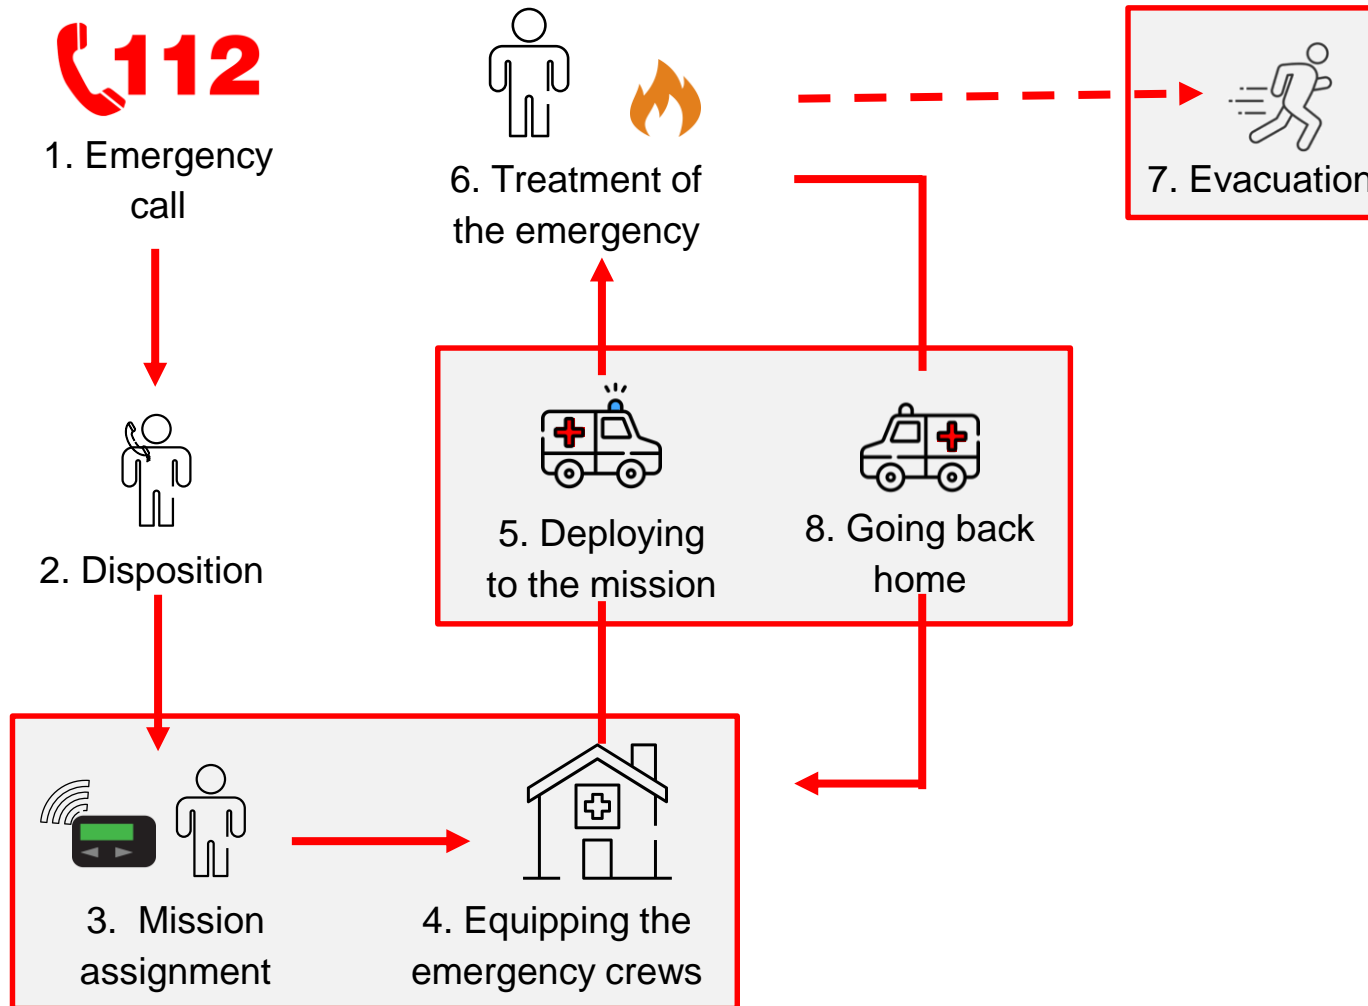 112
1. Emergency
call
2. Disposition
3. Mission
assignment
4. Equipping the
emergency crews
5. Deploying
to the mission
6. Treatment of
the emergency
7. Evacuation
8. Going back
home